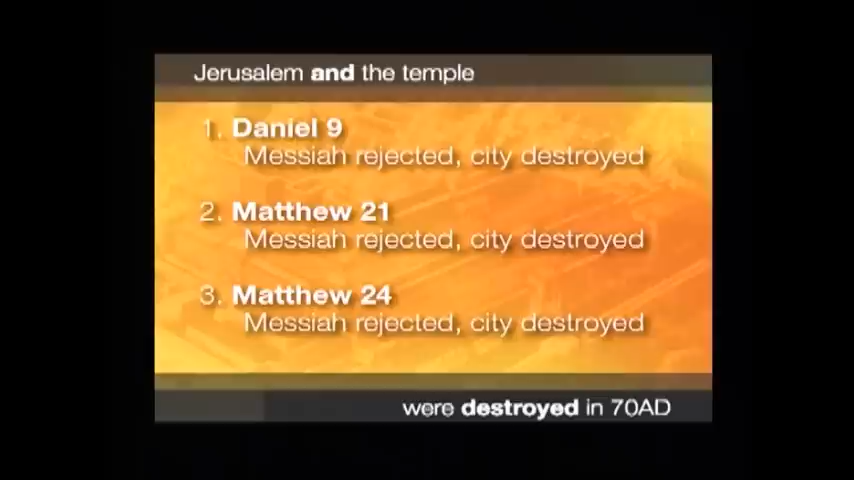 Jerusalem and the temple
1. Daniel 9
Messiah rejected, city destroyed
2. Matthew 21
Messiah rejected, city destroyed
3. Matthew 24
Messiah rejected, city destroyed
were destroyed in 70AD